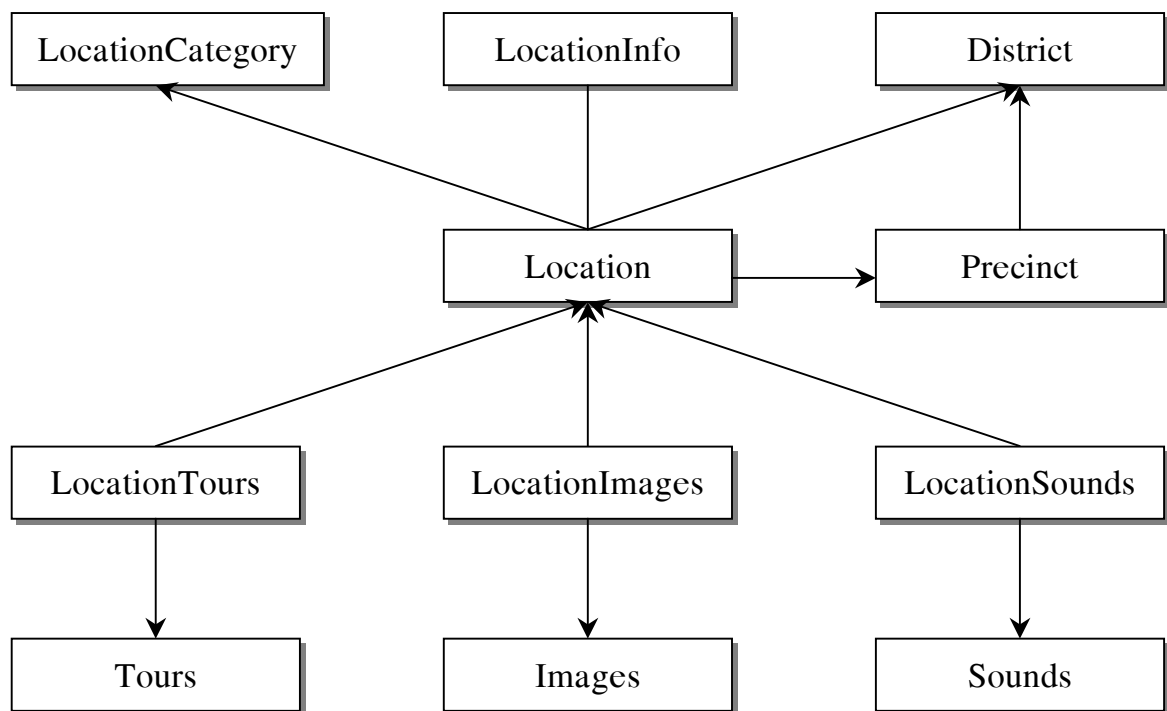 LocationCategory
LocationInfo
District
Location
Precinct
LocationTours
LocationImages
LocationSounds
Tours
Images
Sounds